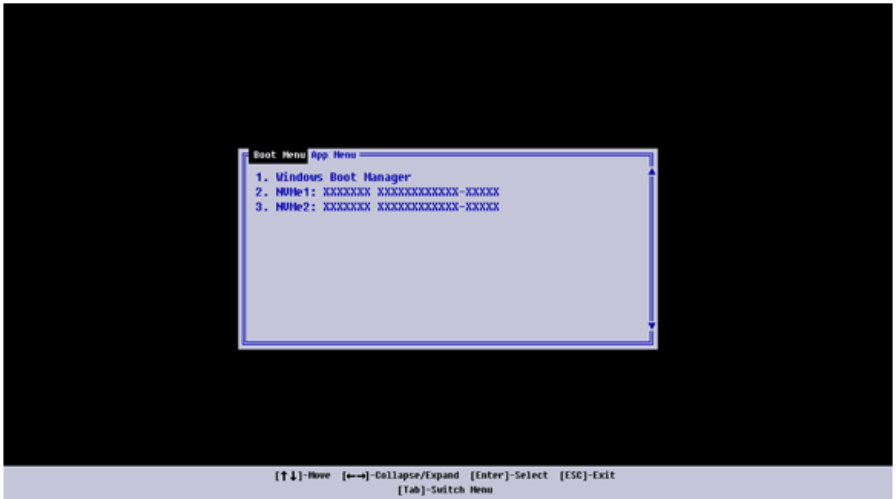 Boot Menu App Menu
1. Windows Boot Manager
2. NVMe1: XXXXXXX XXXXXXXXXXXX-XXXXX
3. NVMe2: XXXXXXX XXXXXXXXXXXX-XXXXX
[↑↓]-Move [←→]-Collapse/Expand [Enter]-Select [ESC]-Exit
[Tab]-Switch Menu